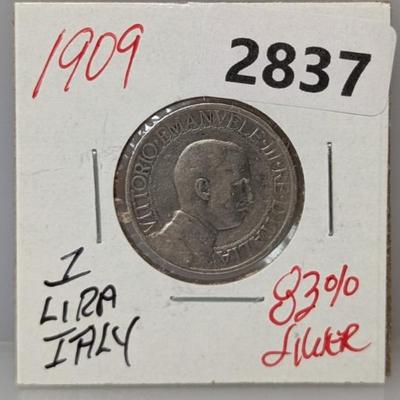 1909
2837
VITTORIO·EMANVELE·III·RE·D'ITALIA
1
LIRA
ITALY
83%
SILVER